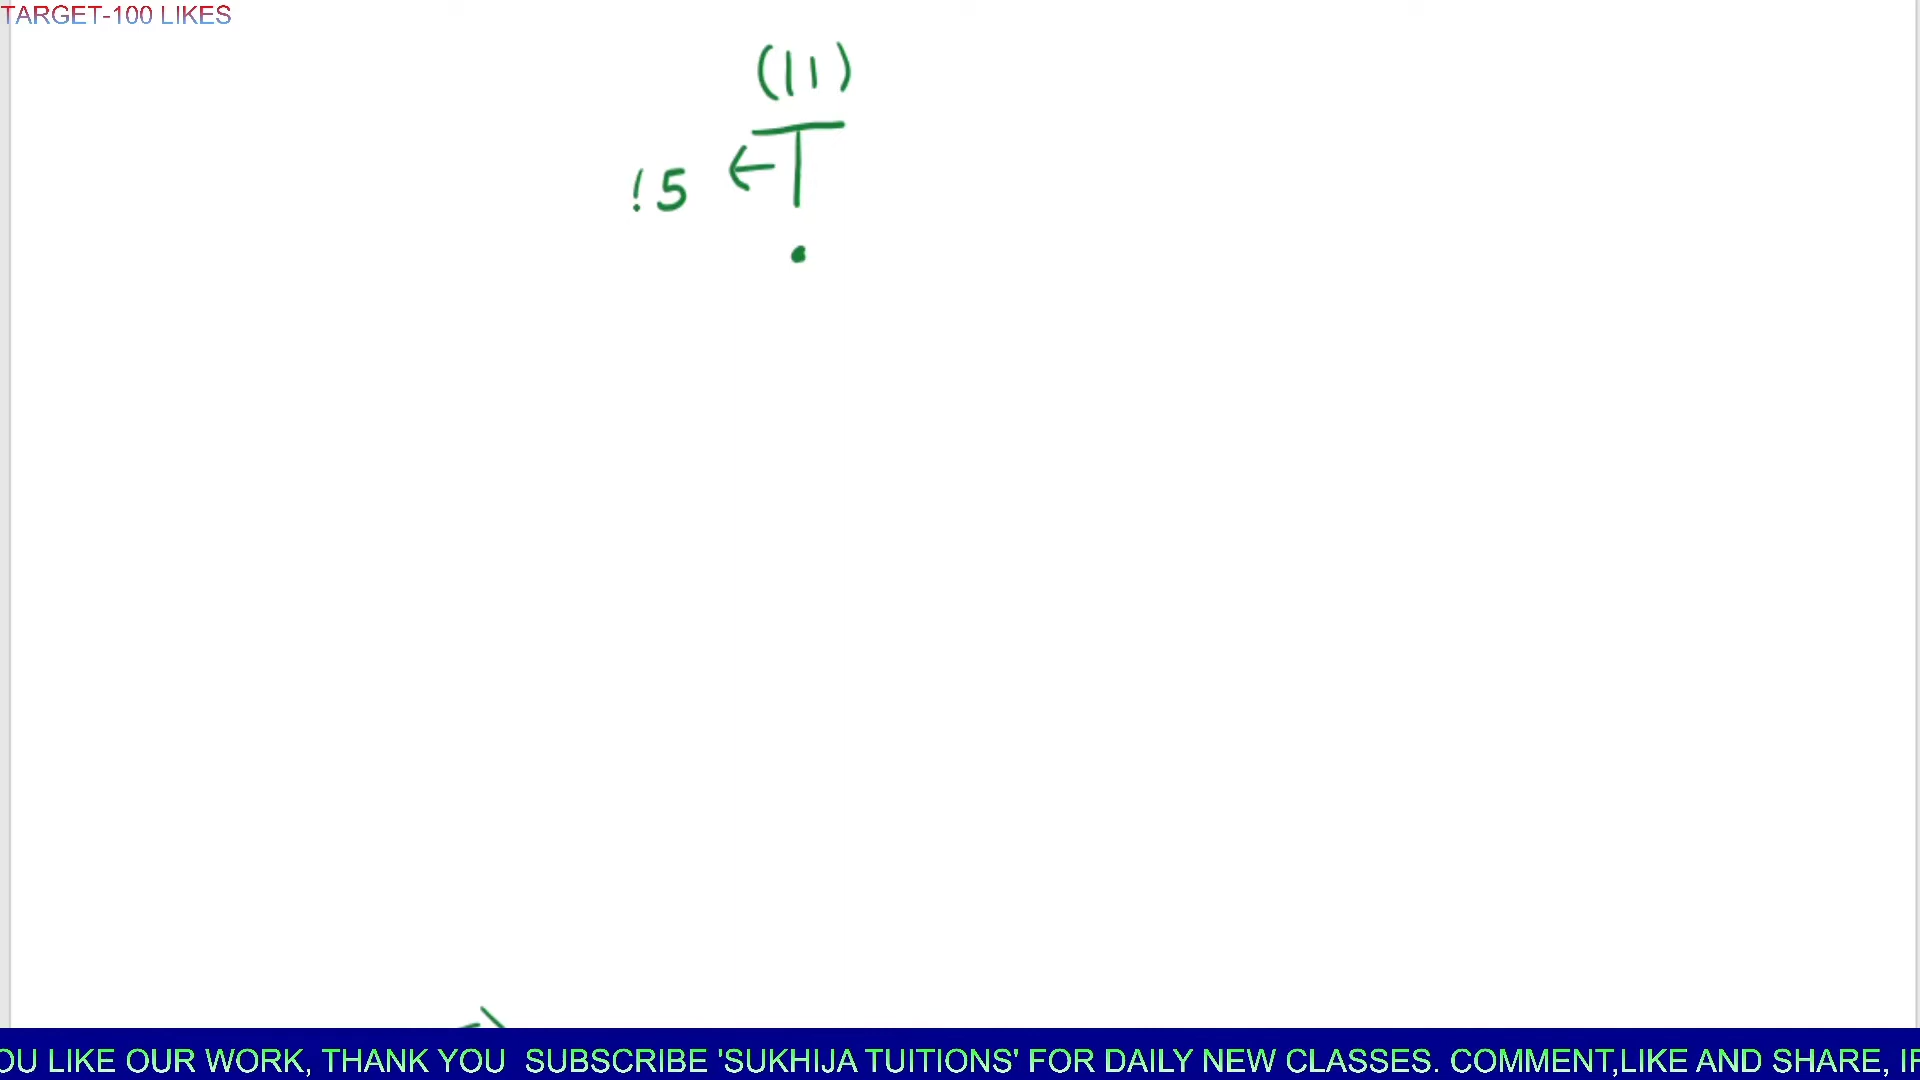 TARGET-100 LIKES
(11)
T
!5 ←
OU LIKE OUR WORK, THANK YOU SUBSCRIBE 'SUKHIJA TUITIONS' FOR DAILY NEW CLASSES. COMMENT,LIKE AND SHARE, IF